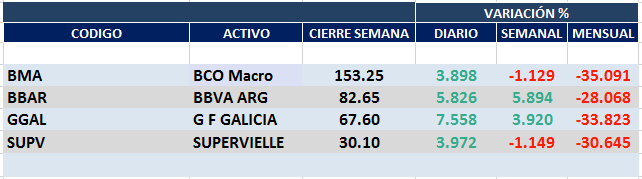 VARIACIÓN %
CODIGO ACTIVO CIERRE SEMANA DIARIO SEMANAL MENSUAL
BMA BCO Macro 153.25 3.898 -1.129 -35.091
BBAR BBVA ARG 82.65 5.826 5.894 -28.068
GGAL G F GALICIA 67.60 7.558 3.920 -33.823
SUPV SUPERVIELLE 30.10 3.972 -1.149 -30.645